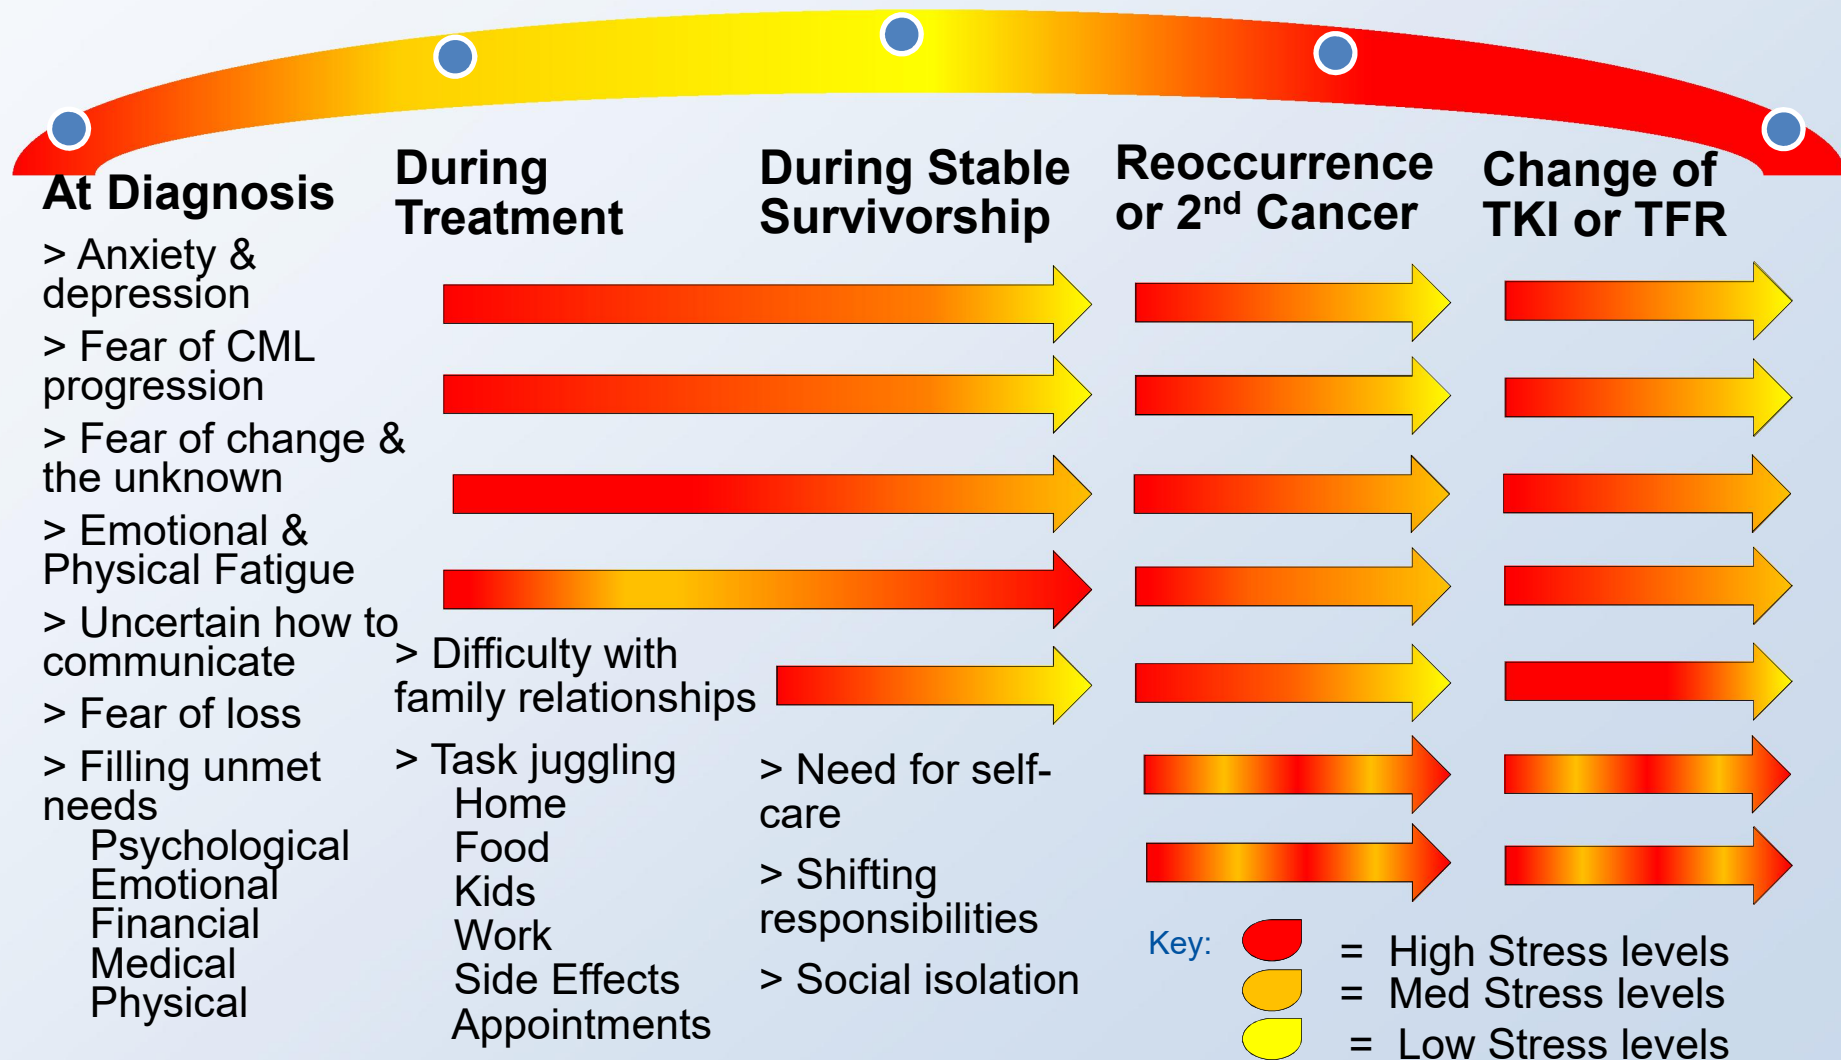 At Diagnosis
> Anxiety &
depression
> Fear of CML
progression
> Fear of change &
the unknown
> Emotional &
Physical Fatigue
> Uncertain how to
communicate
> Fear of loss
> Filling unmet
needs
Psychological
Emotional
Financial
Medical
Physical
During
Treatment
> Difficulty with
family relationships
> Task juggling
Home
Food
Kids
Work
Side Effects
Appointments
During Stable
Survivorship
> Need for self-
care
> Shifting
responsibilities
> Social isolation
Reoccurrence
or 2nd Cancer
Change of
TKI or TFR
Key:
= High Stress levels
= Med Stress levels
= Low Stress levels